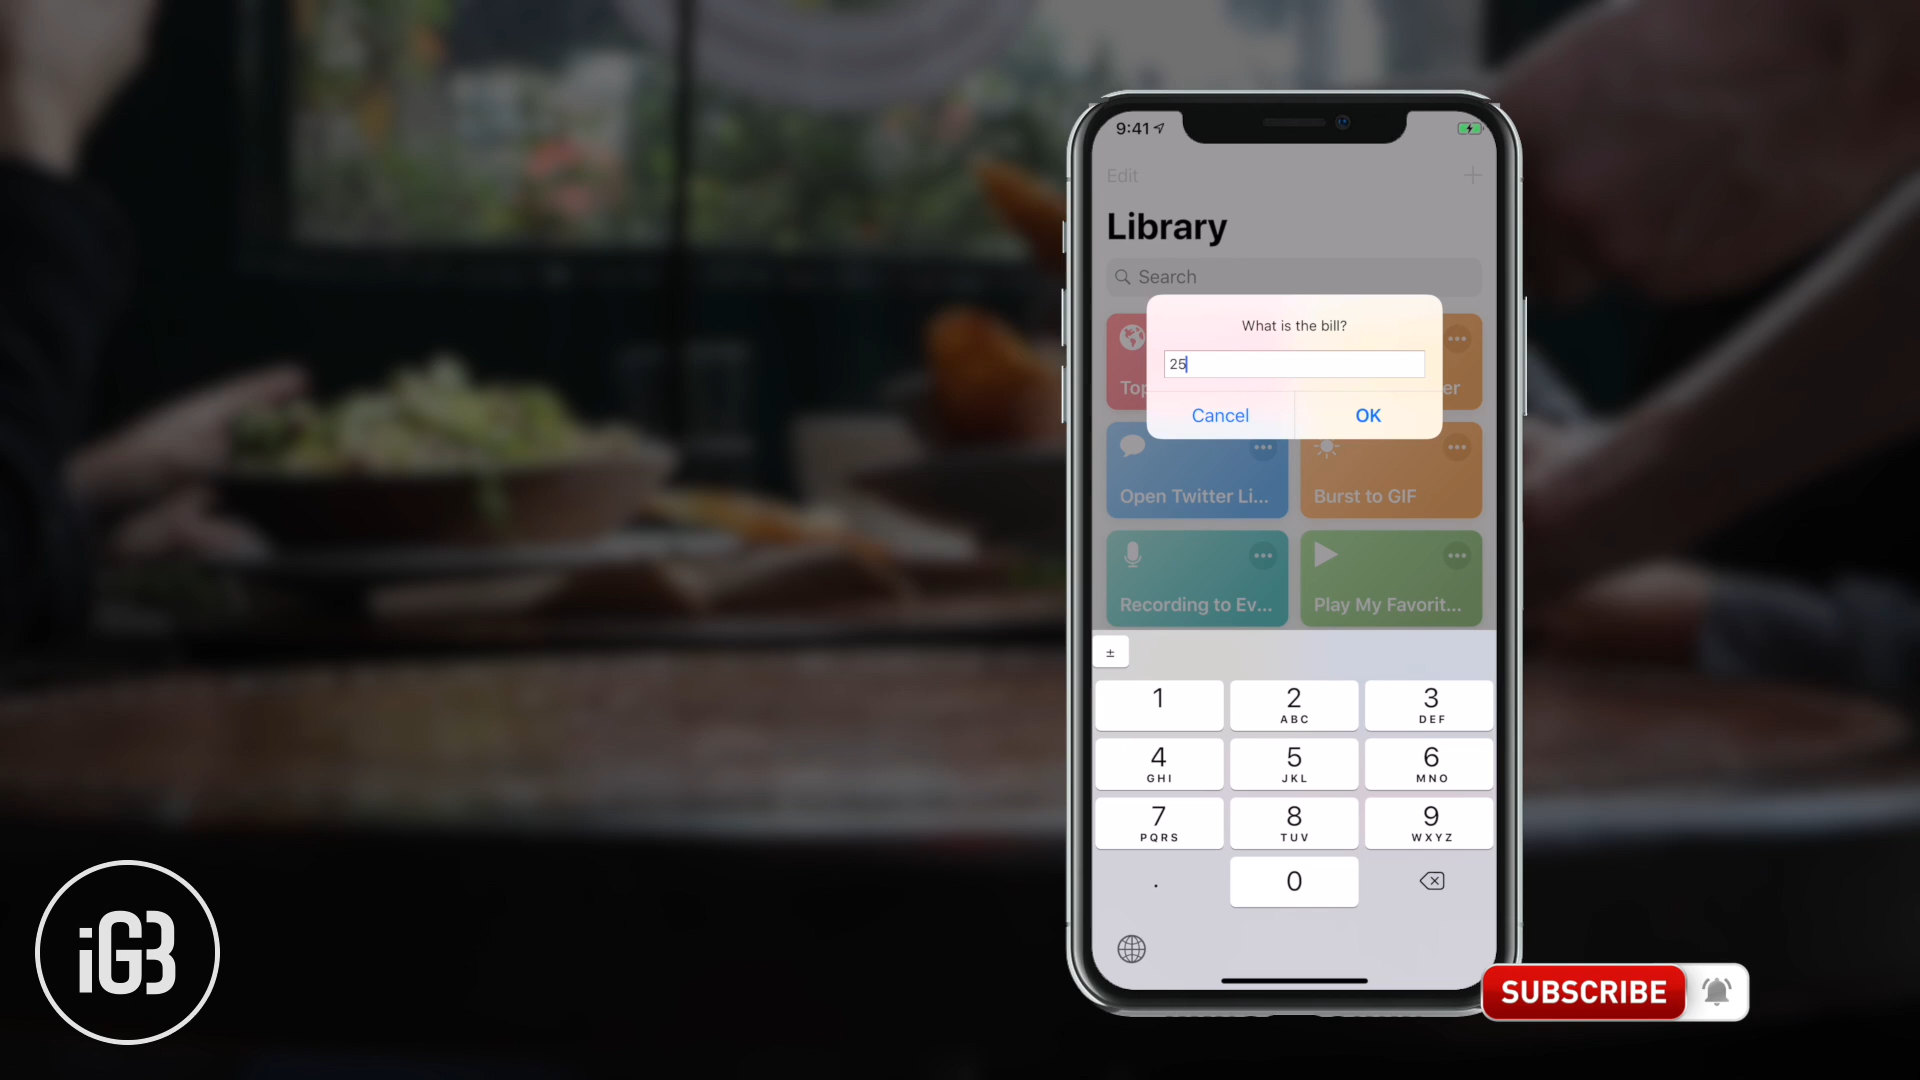 9:41
Edit
Library
Search
What is the bill?
25
Cancel
OK
Top
er
Open Twitter Li...
Burst to GIF
Recording to Ev...
Play My Favorit...
±
1
2
ABC
3
DEF
4
GHI
5
JKL
6
MNO
7
PQRS
8
TUV
9
WXYZ
.
0
iGB
SUBSCRIBE